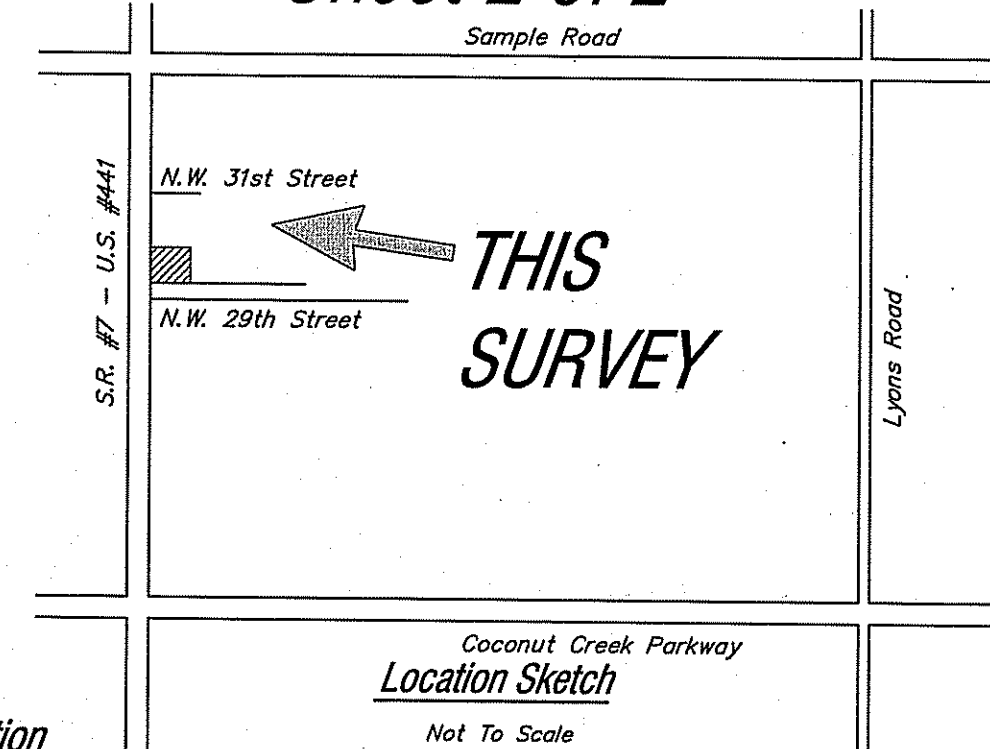 Sample Road
N.W. 31st Street
S.R. #7 – U.S. #441
THIS
SURVEY
N.W. 29th Street
Lyons Road
Coconut Creek Parkway
Location Sketch
Not To Scale